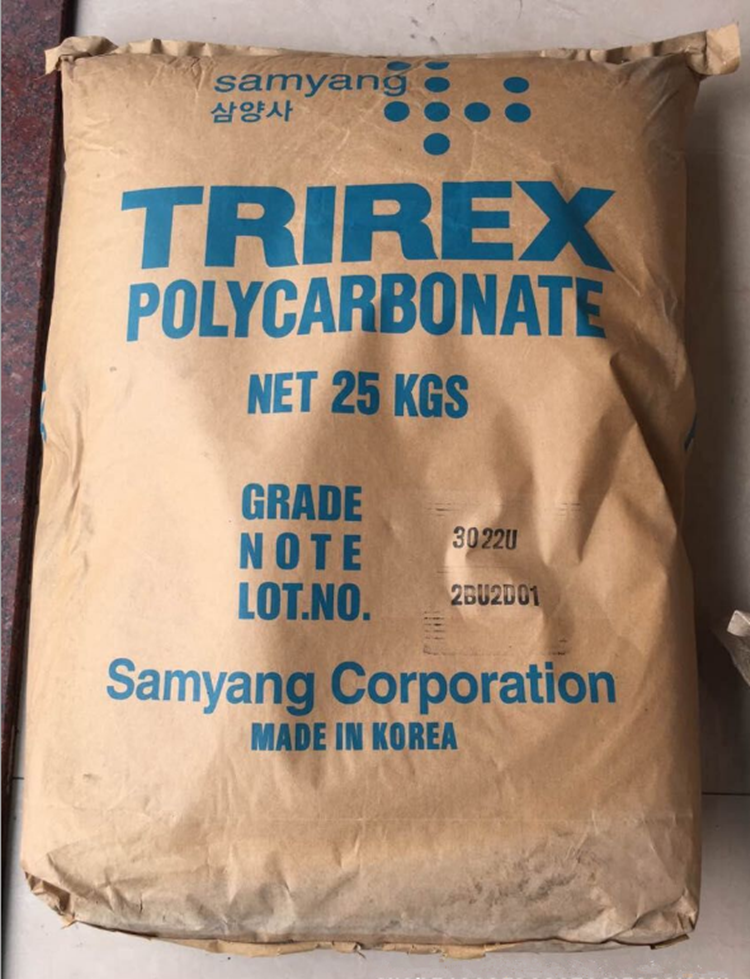 samyang
삼양사
TRIREX
POLYCARBONATE
NET 25 KGS
GRADE
3022U
NOTE
LOT.NO. 2BU2D01
Samyang Corporation
MADE IN KOREA